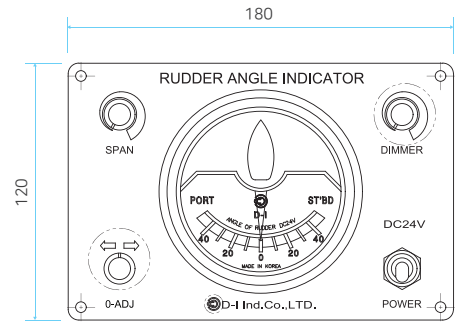 180
120
RUDDER ANGLE INDICATOR
SPAN
DIMMER
PORT
ST'BD
D-I
ANGLE OF RUDDER DC24V
40 20 0 20 40
MADE IN KOREA
DC24V
0-ADJ
D-I Ind.Co.,LTD.
POWER